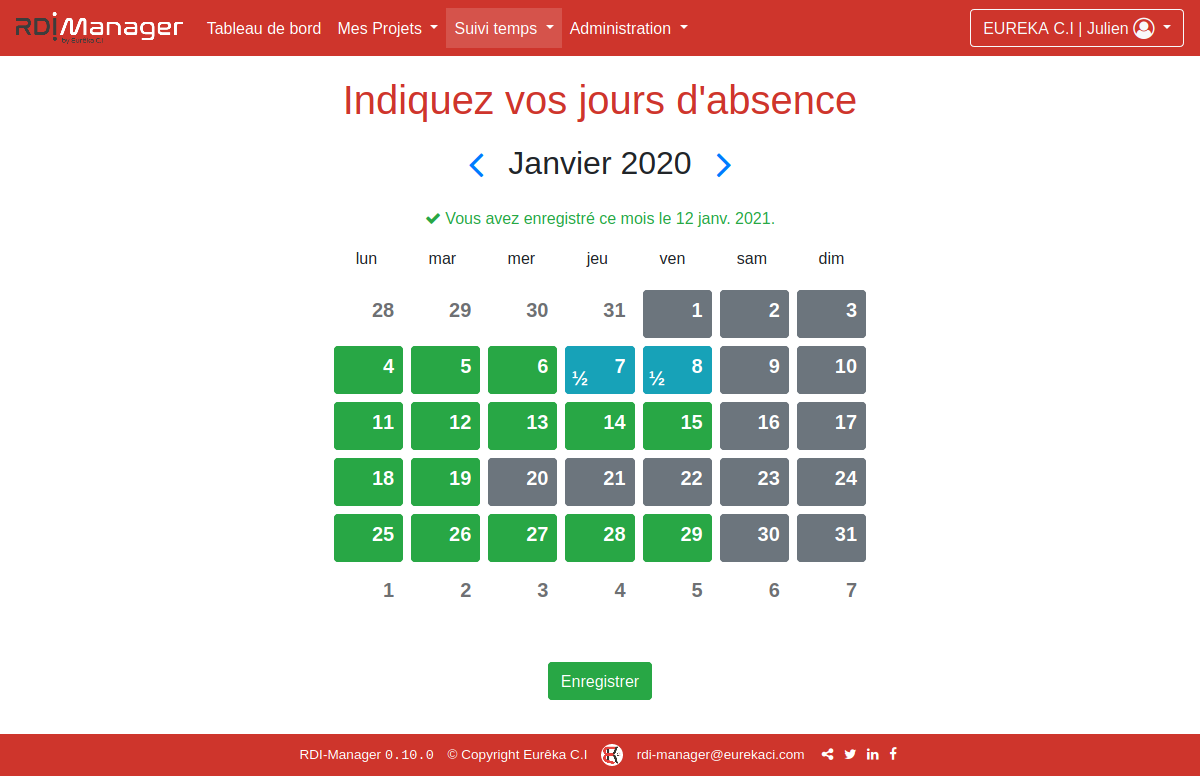 RDI Manager Tableau de bord Mes Projets Suivi temps Administration EUREKA C.I | Julien
by Eurêka C.I
Indiquez vos jours d'absence
Janvier 2020
Vous avez enregistré ce mois le 12 janv. 2021.
lun mar mer jeu ven sam dim
28 29 30 31 1 2 3
4 5 6 ½ 7 ½ 8 9 10
11 12 13 14 15 16 17
18 19 20 21 22 23 24
25 26 27 28 29 30 31
1 2 3 4 5 6 7
Enregistrer
RDI-Manager 0.10.0 © Copyright Eurêka C.I rdi-manager@eurekaci.com